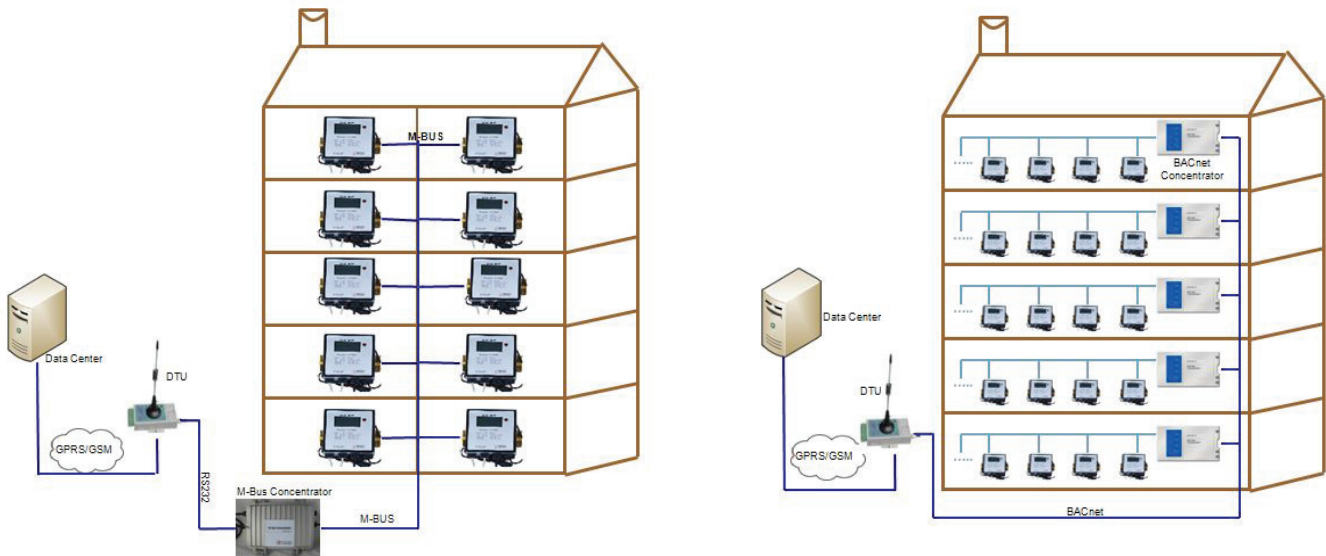 M-BUS
Data Center
DTU
GPRS/GSM
RS232
M-Bus Concentrator
M-BUS
BACnet
Concentrator
Data Center
DTU
GPRS/GSM
BACnet